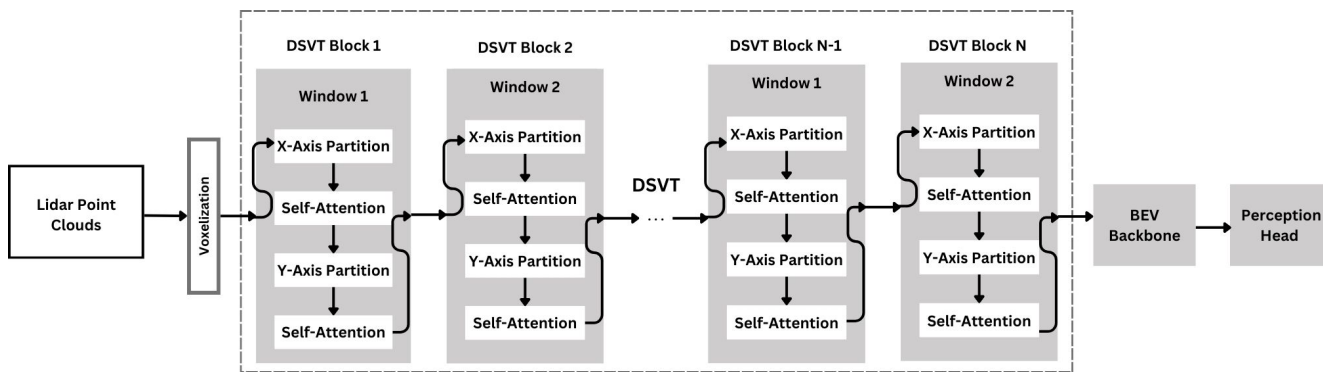 Lidar Point
Clouds
Voxelization
DSVT Block 1
Window 1
X-Axis Partition
Self-Attention
Y-Axis Partition
Self-Attention
DSVT Block 2
Window 2
X-Axis Partition
Self-Attention
Y-Axis Partition
Self-Attention
DSVT
...
DSVT Block N-1
Window 1
X-Axis Partition
Self-Attention
Y-Axis Partition
Self-Attention
DSVT Block N
Window 2
X-Axis Partition
Self-Attention
Y-Axis Partition
Self-Attention
BEV
Backbone
Perception
Head